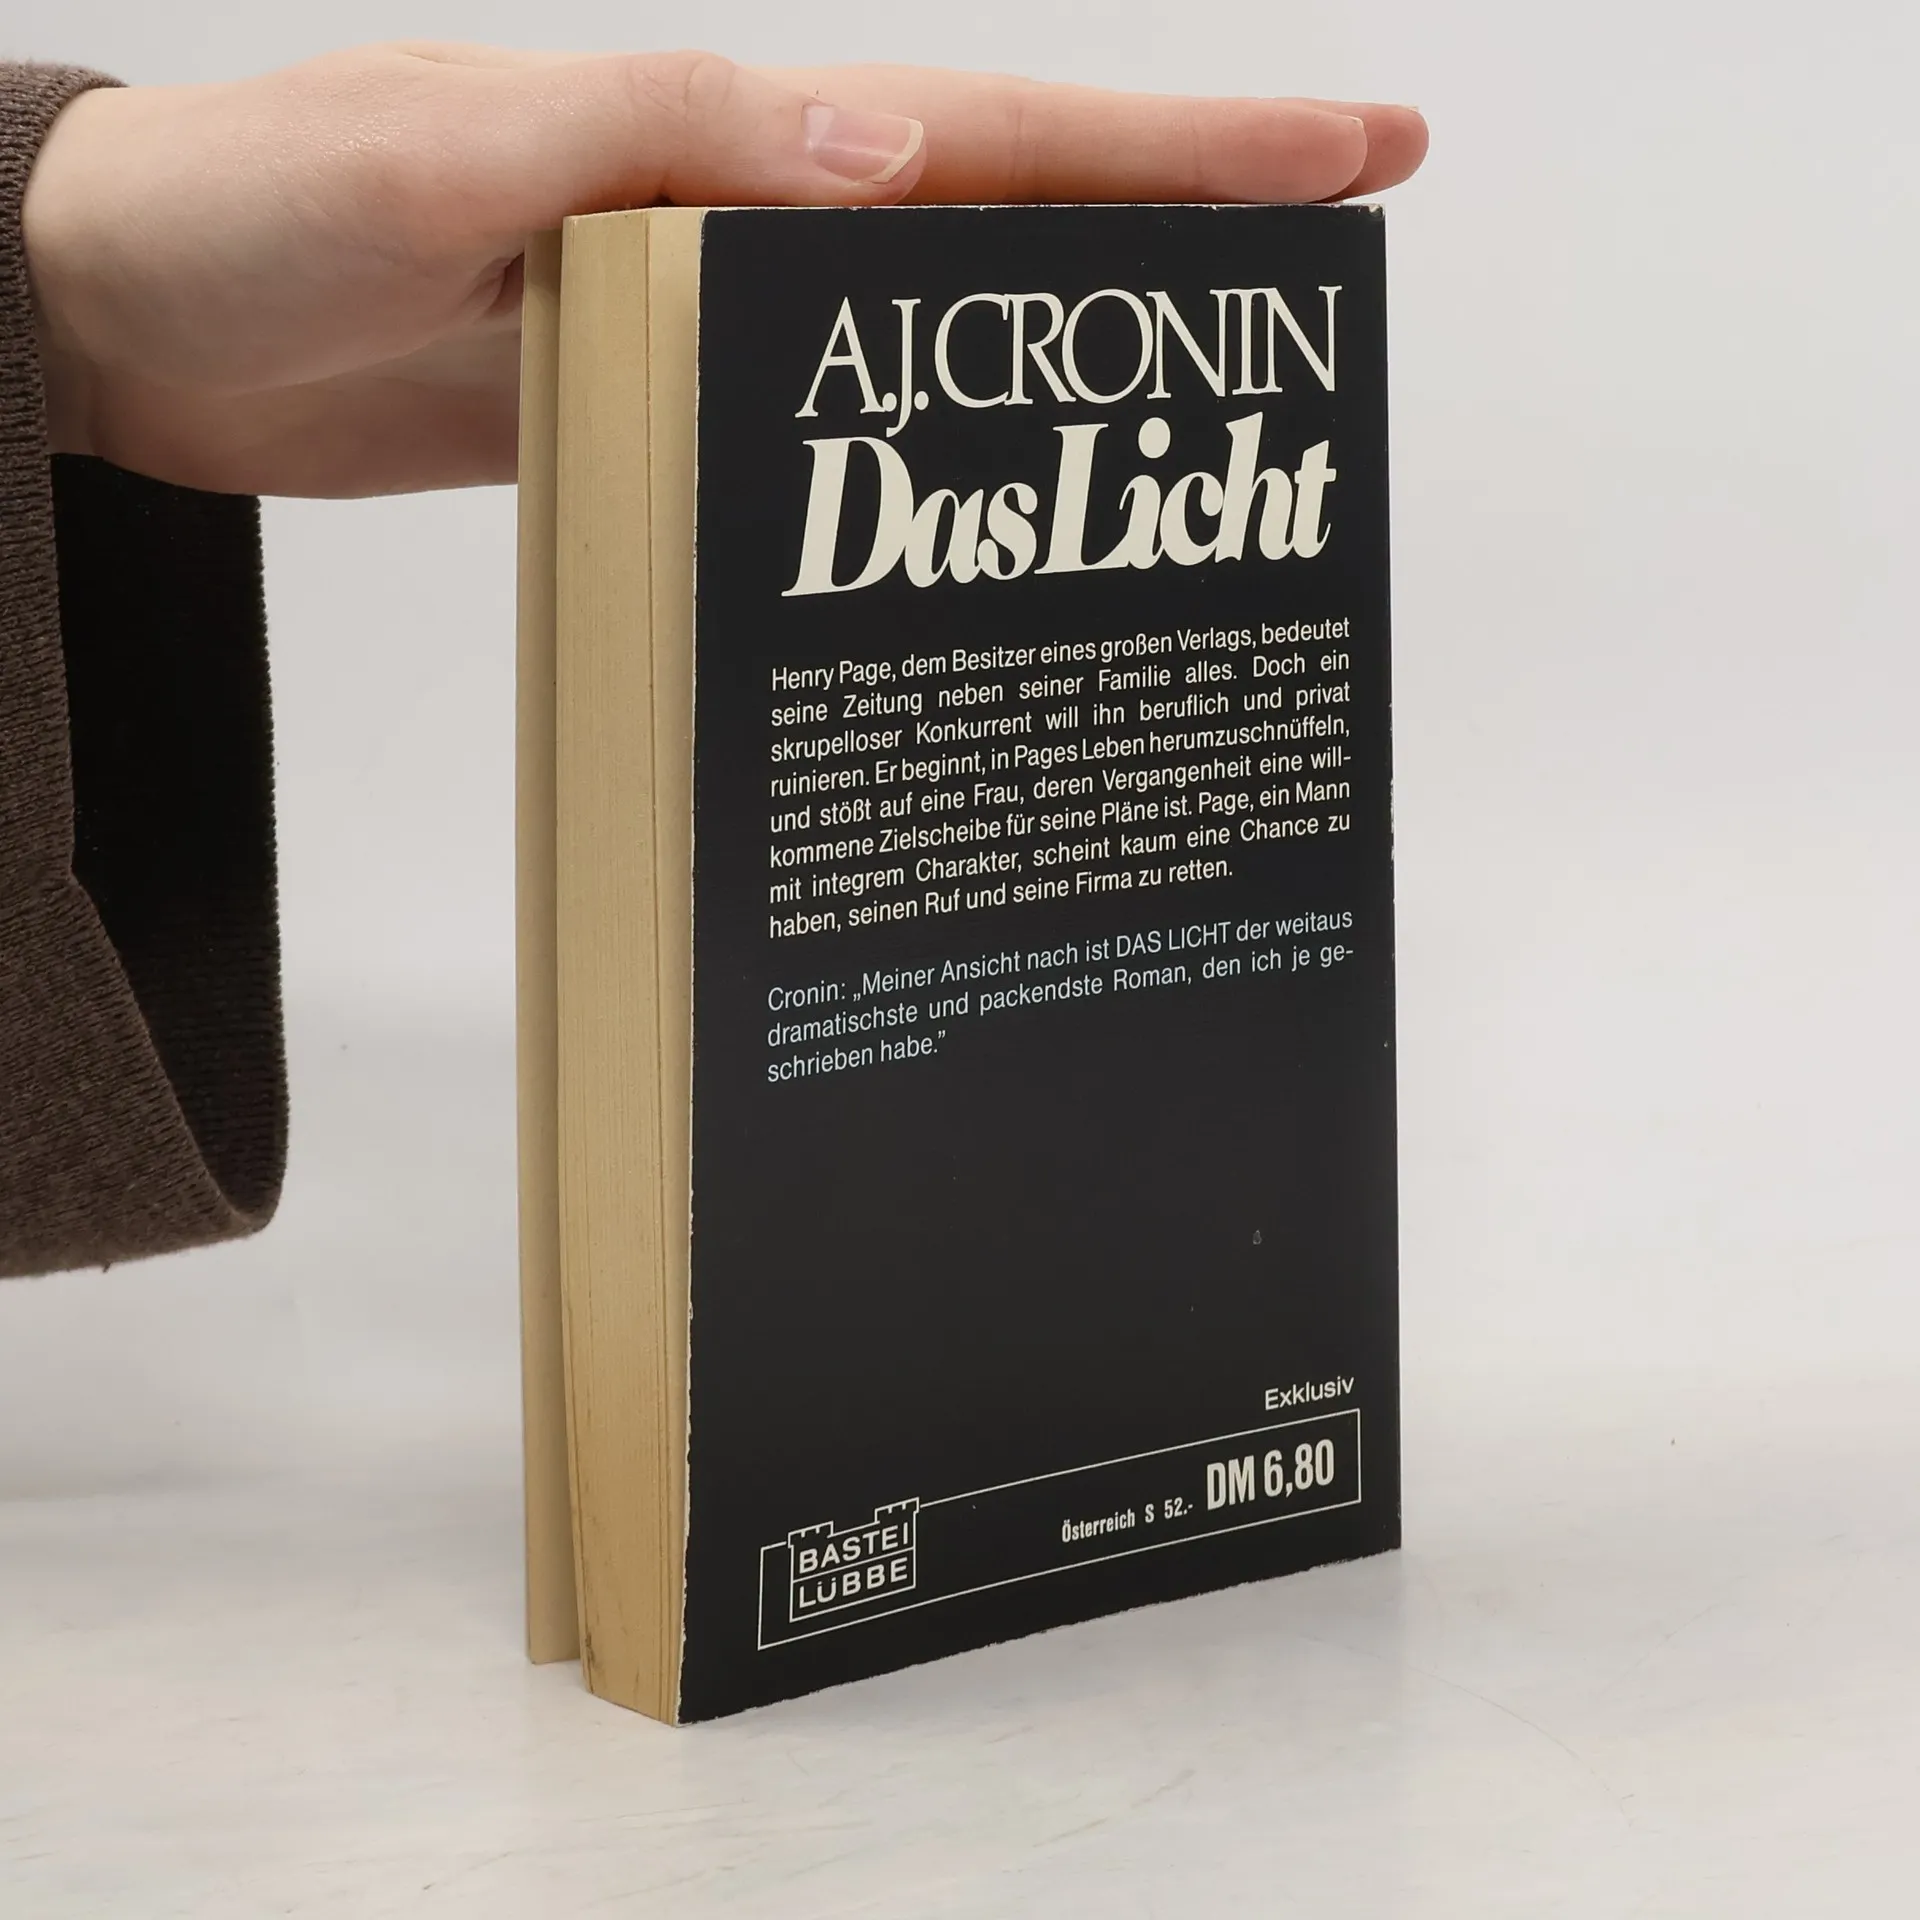 A.J. CRONIN
Das Licht
Henry Page, dem Besitzer eines großen Verlags, bedeutet
seine Zeitung neben seiner Familie alles. Doch ein
skrupelloser Konkurrent will ihn beruflich und privat
ruinieren. Er beginnt, in Pages Leben herumzuschnüffeln,
und stößt auf eine Frau, deren Vergangenheit eine will-
kommene Zielscheibe für seine Pläne ist. Page, ein Mann
mit integrem Charakter, scheint kaum eine Chance zu
haben, seinen Ruf und seine Firma zu retten.
Cronin: „Meiner Ansicht nach ist DAS LICHT der weitaus
dramatischste und packendste Roman, den ich je ge-
schrieben habe.”
Exklusiv
Österreich S 52.- DM 6,80
BASTEI
LÜBBE